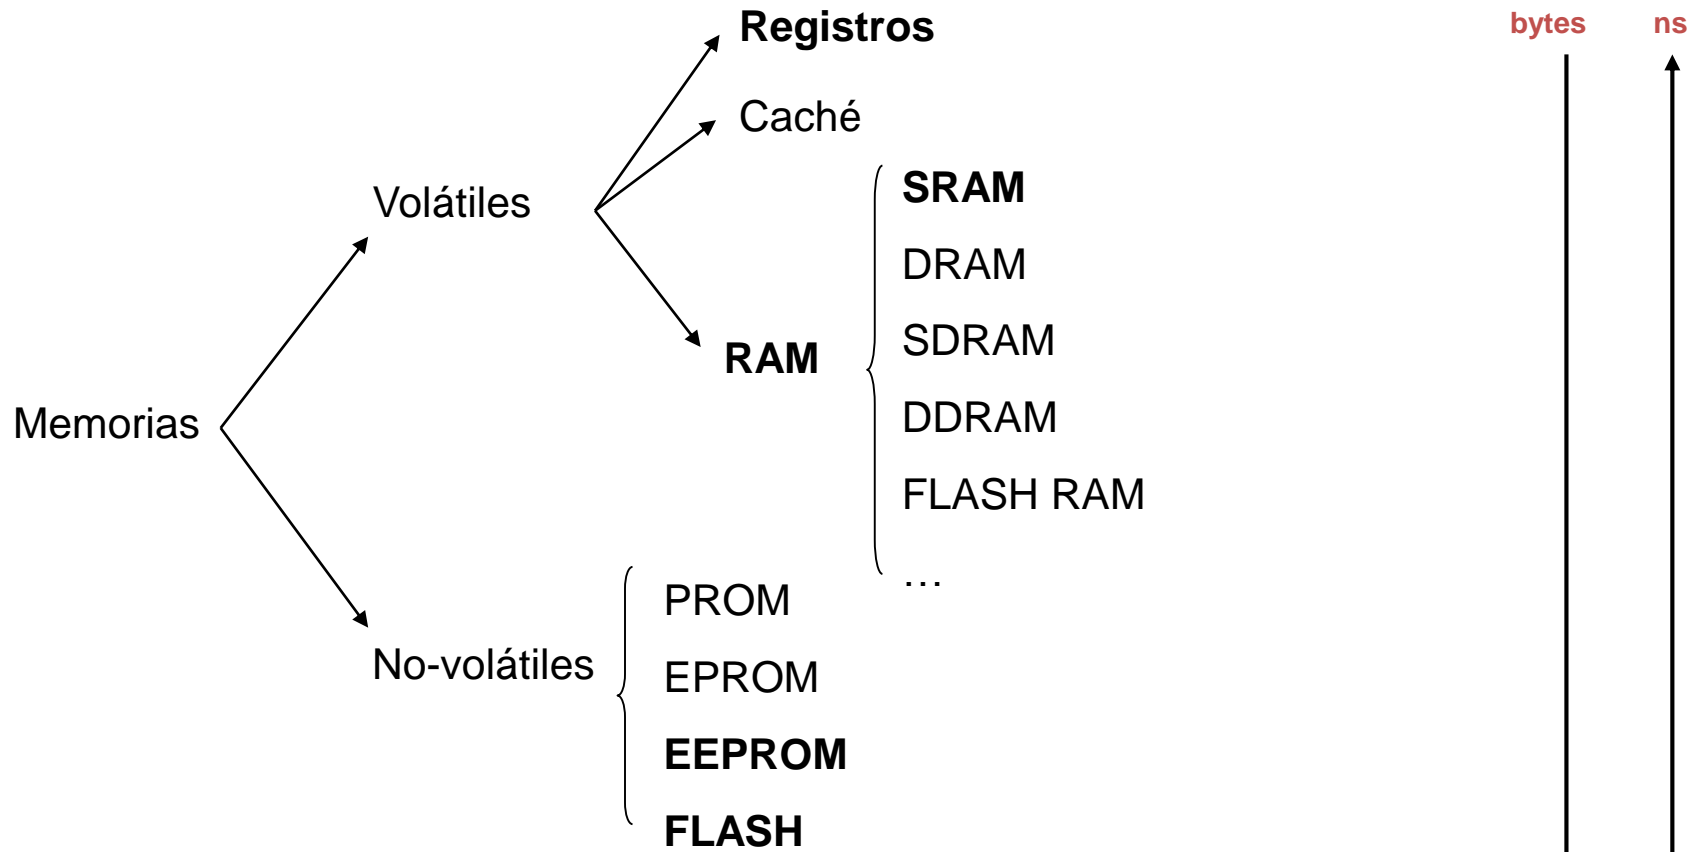 Registros
bytes
ns
Caché
Volátiles
SRAM
DRAM
SDRAM
RAM
DDRAM
Memorias
FLASH RAM
…
PROM
No-volátiles
EPROM
EEPROM
FLASH